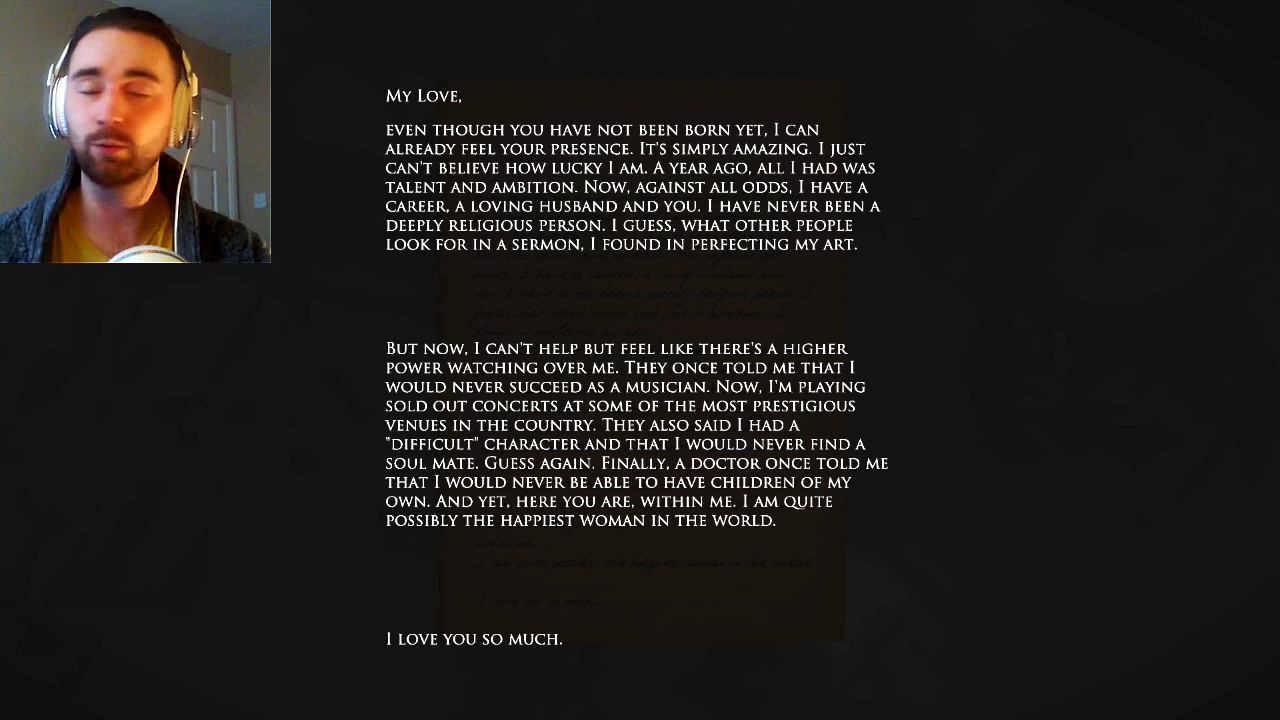 My Love,
even though you have not been born yet, I can
already feel your presence. It's simply amazing. I just
can't believe how lucky I am. A year ago, all I had was
talent and ambition. Now, against all odds, I have a
career, a loving husband and you. I have never been a
deeply religious person. I guess, what other people
look for in a sermon, I found in perfecting my art.
But now, I can't help but feel like there's a higher
power watching over me. They once told me that I
would never succeed as a musician. Now, I'm playing
sold out concerts at some of the most prestigious
venues in the country. They also said I had a
"difficult" character and that I would never find a
soul mate. Guess again. Finally, a doctor once told me
that I would never be able to have children of my
own. And yet, here you are, within me. I am quite
possibly the happiest woman in the world.
I love you so much.